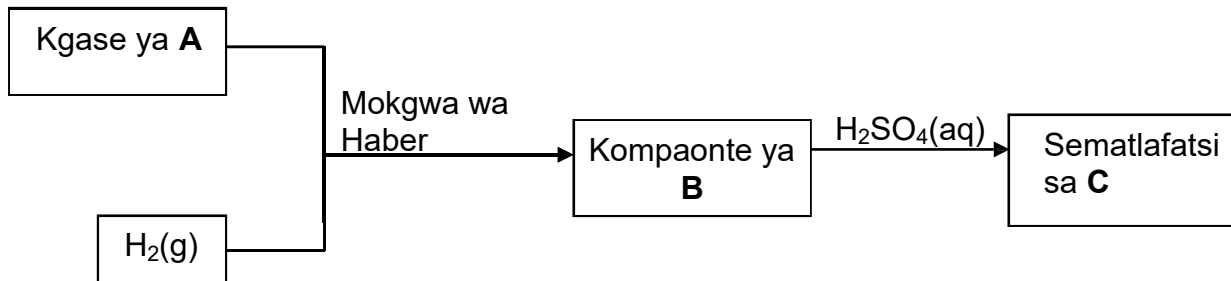 Kgase ya A
Mokgwa wa
Haber
H₂(g)
Kompaonte ya
B
H₂SO₄(aq)
Sematlafatsi
sa C